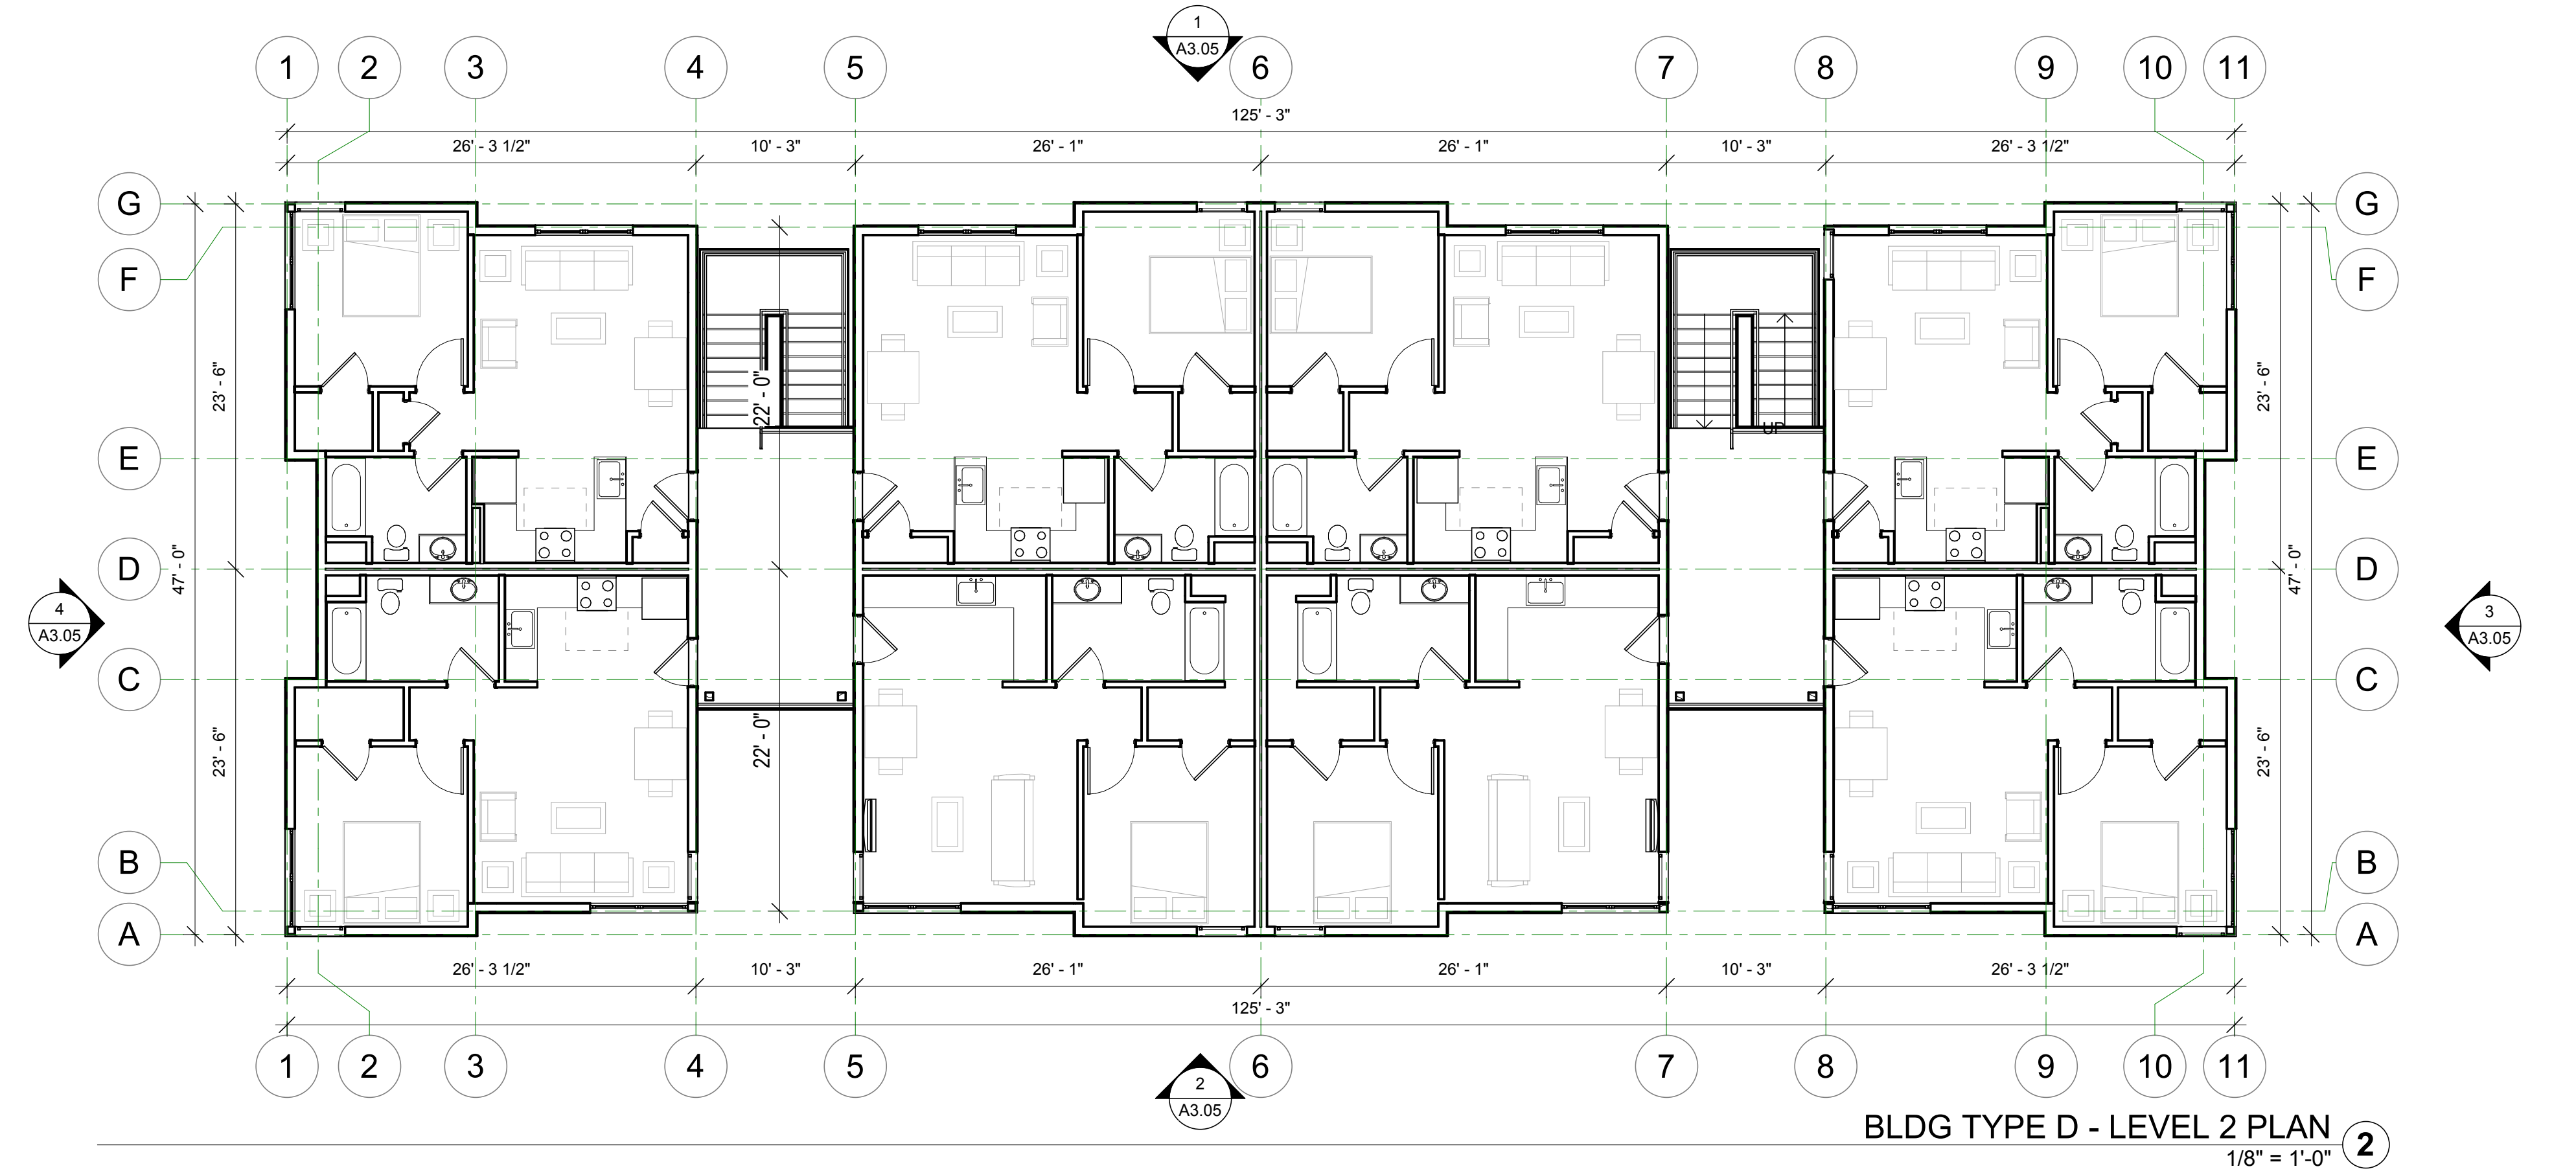 1
A3.05
1 2 3 4 5 6 7 8 9 10 11
125' - 3"
26' - 3 1/2" 10' - 3" 26' - 1" 26' - 1" 10' - 3" 26' - 3 1/2"
G G
F F
23' - 6" 22' - 0" 23' - 6"
UP
E E
D 47' - 0" 47' - 0" D
4
A3.05
3
A3.05
C C
23' - 6" 22' - 0" 23' - 6"
B B
A A
26' - 3 1/2" 10' - 3" 26' - 1" 26' - 1" 10' - 3" 26' - 3 1/2"
125' - 3"
1 2 3 4 5 6 7 8 9 10 11
2
A3.05
BLDG TYPE D - LEVEL 2 PLAN 2
1/8" = 1'-0"